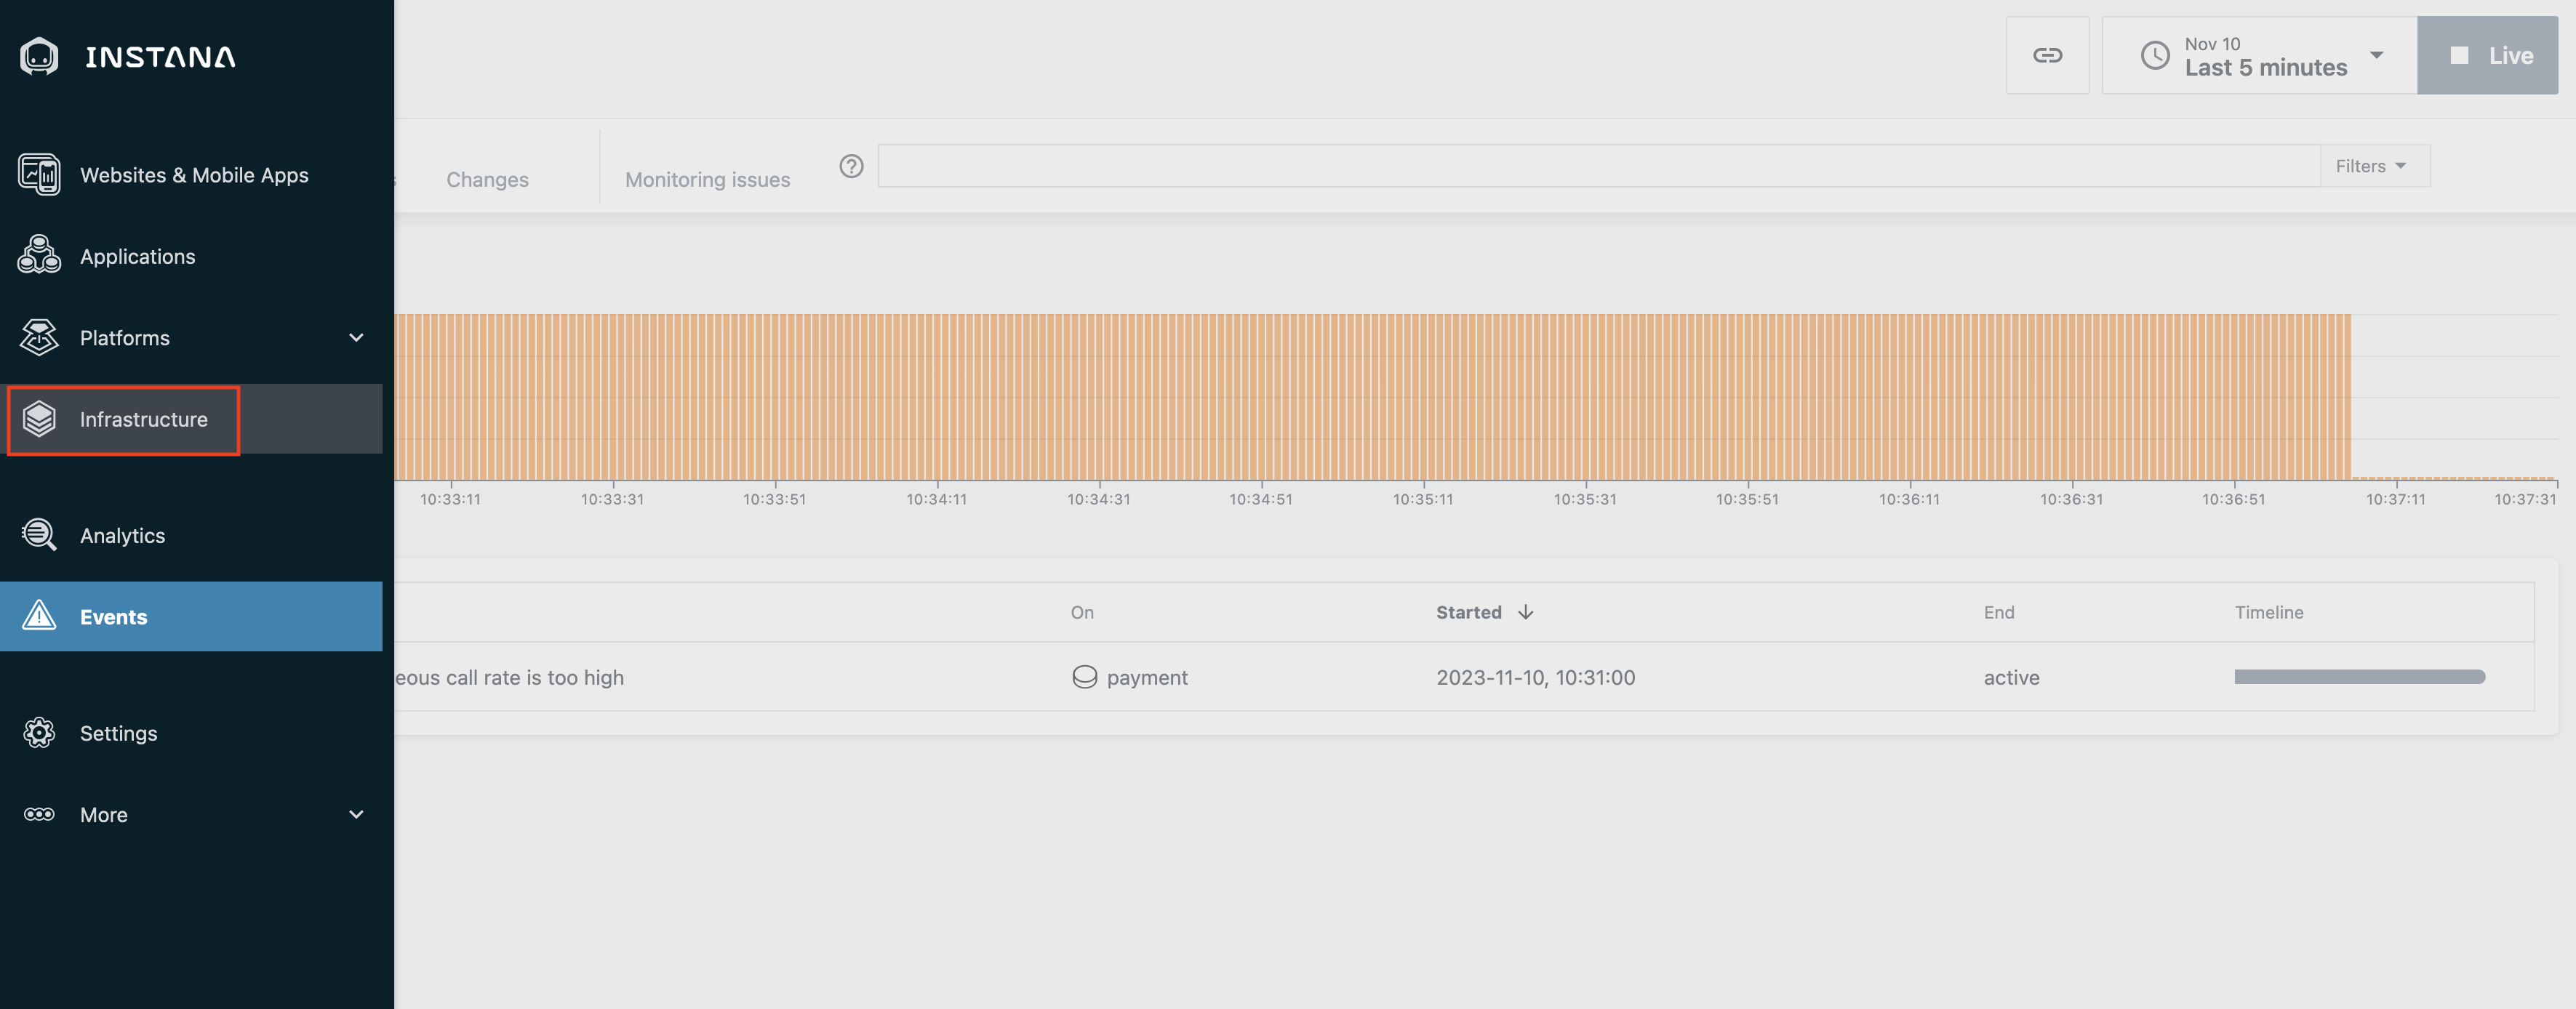 INSTANA
Nov 10
Last 5 minutes
Live
Websites & Mobile Apps
Changes
Monitoring issues
Filters
Applications
Platforms
Infrastructure
10:33:11 10:33:31 10:33:51 10:34:11 10:34:31 10:34:51 10:35:11 10:35:31 10:35:51 10:36:11 10:36:31 10:36:51 10:37:11 10:37:31
Analytics
Events
On Started End Timeline
eous call rate is too high payment 2023-11-10, 10:31:00 active
Settings
More